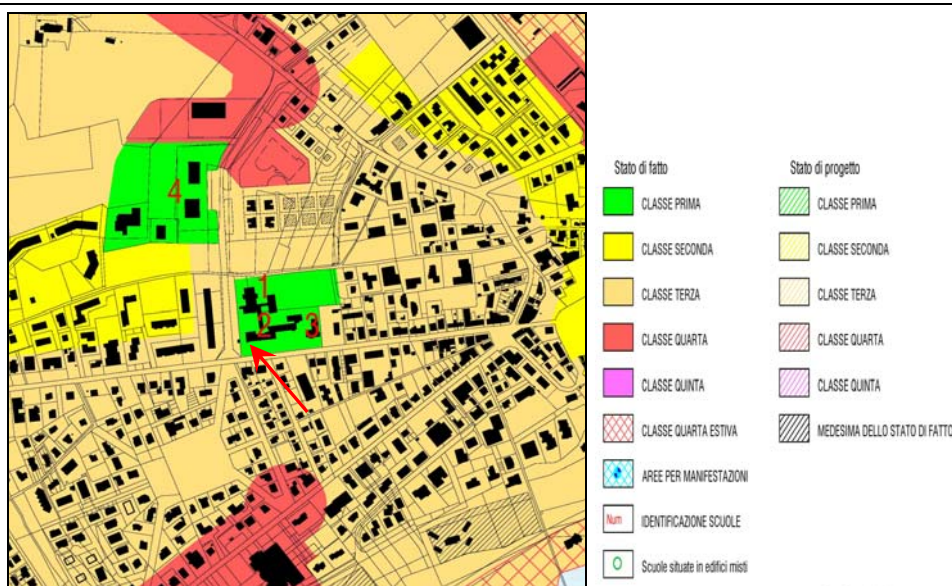 4
1
2
3
Stato di fatto
CLASSE PRIMA
CLASSE SECONDA
CLASSE TERZA
CLASSE QUARTA
CLASSE QUINTA
CLASSE QUARTA ESTIVA
AREE PER MANIFESTAZIONI
Num IDENTIFICAZIONE SCUOLE
Scuole situate in edifici misti
Stato di progetto
CLASSE PRIMA
CLASSE SECONDA
CLASSE TERZA
CLASSE QUARTA
CLASSE QUINTA
MEDESIMA DELLO STATO DI FATTO